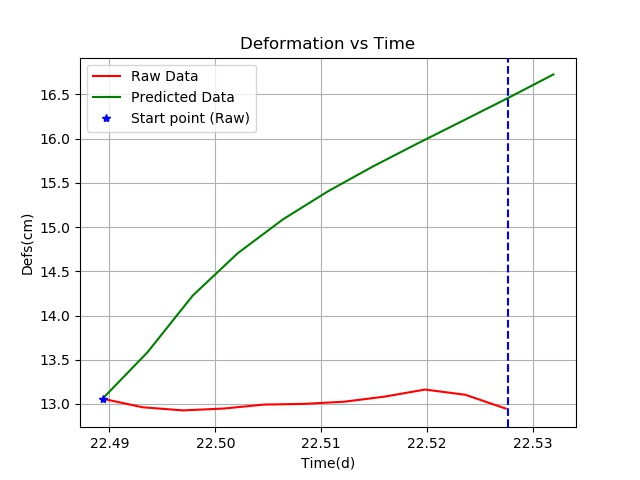 Deformation vs Time
Raw Data
Predicted Data
Start point (Raw)
Defs(cm)
16.5
16.0
15.5
15.0
14.5
14.0
13.5
13.0
22.49 22.50 22.51 22.52 22.53
Time(d)